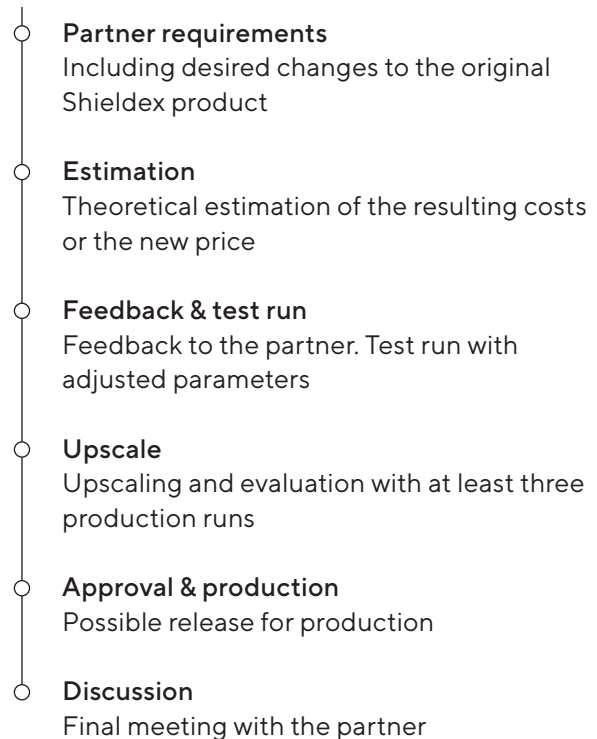 Partner requirements
Including desired changes to the original
Shieldex product
Estimation
Theoretical estimation of the resulting costs
or the new price
Feedback & test run
Feedback to the partner. Test run with
adjusted parameters
Upscale
Upscaling and evaluation with at least three
production runs
Approval & production
Possible release for production
Discussion
Final meeting with the partner